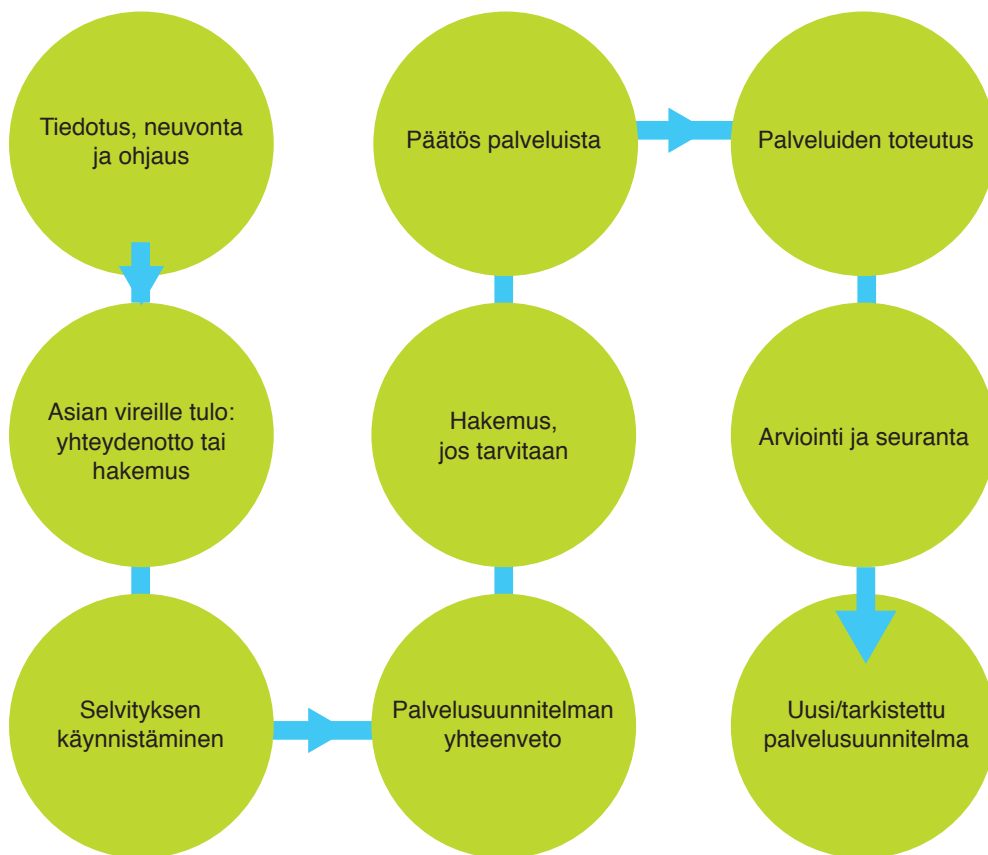 Tiedotus, neuvonta
ja ohjaus
Asian vireille tulo:
yhteydenotto tai
hakemus
Selvityksen
käynnistäminen
Palvelusuunnitelman
yhteenveto
Hakemus,
jos tarvitaan
Päätös palveluista
Palveluiden toteutus
Arviointi ja seuranta
Uusi/tarkistettu
palvelusuunnitelma